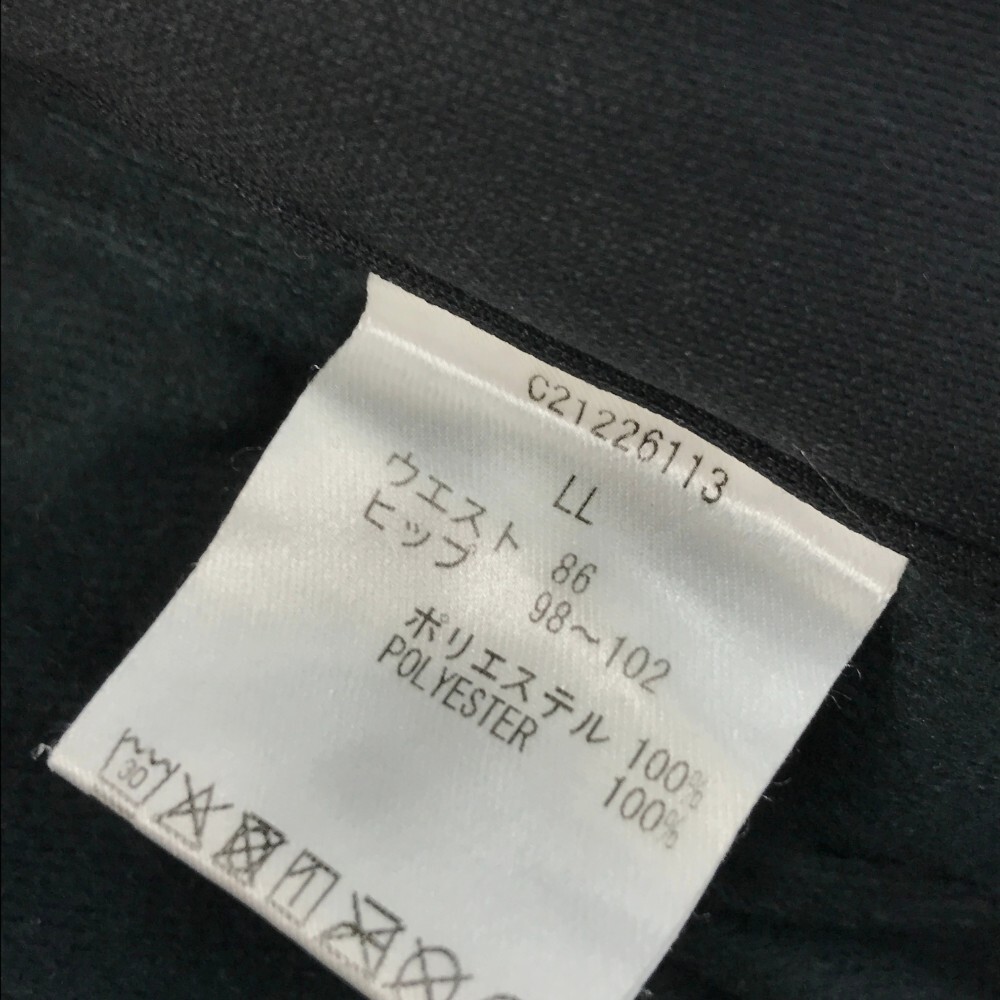 C21226113
LL
ウエスト 86
ヒップ 98～102
ポリエステル 100%
POLYESTER 100%
30